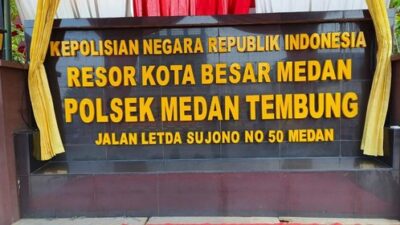 KEPOLISIAN NEGARA REPUBLIK INDONESIA
RESOR KOTA BESAR MEDAN
POLSEK MEDAN TEMBUNG
JALAN LETDA SUJONO NO 50 MEDAN